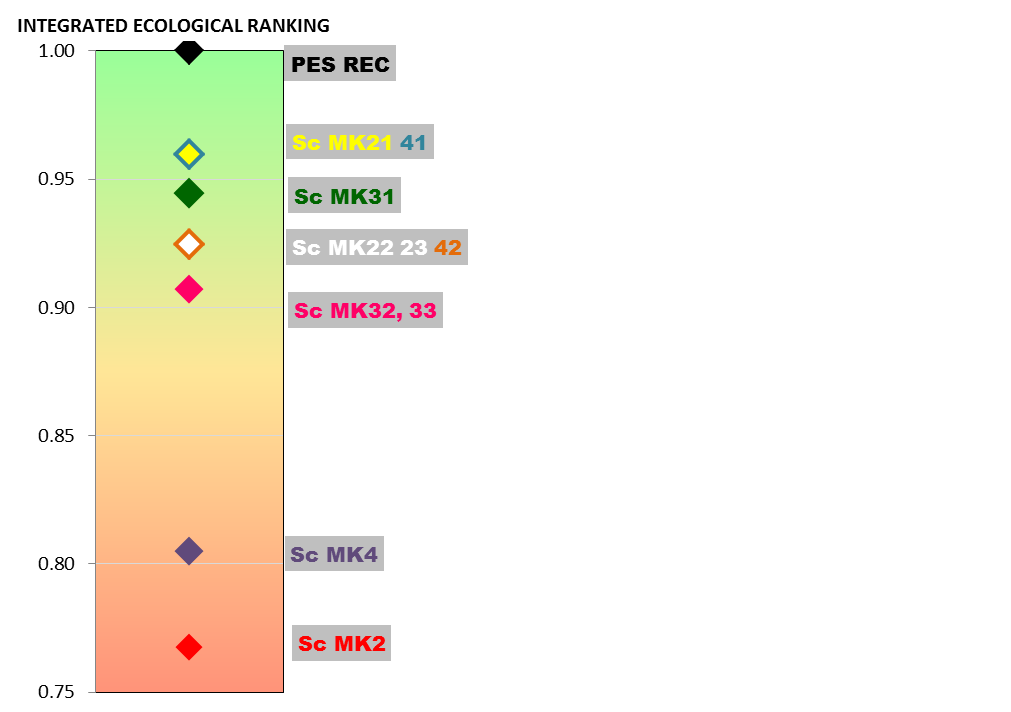 INTEGRATED ECOLOGICAL RANKING
1.00
PES REC
Sc MK21 41
0.95
Sc MK31
Sc MK22 23 42
0.90
Sc MK32, 33
0.85
Sc MK4
0.80
Sc MK2
0.75